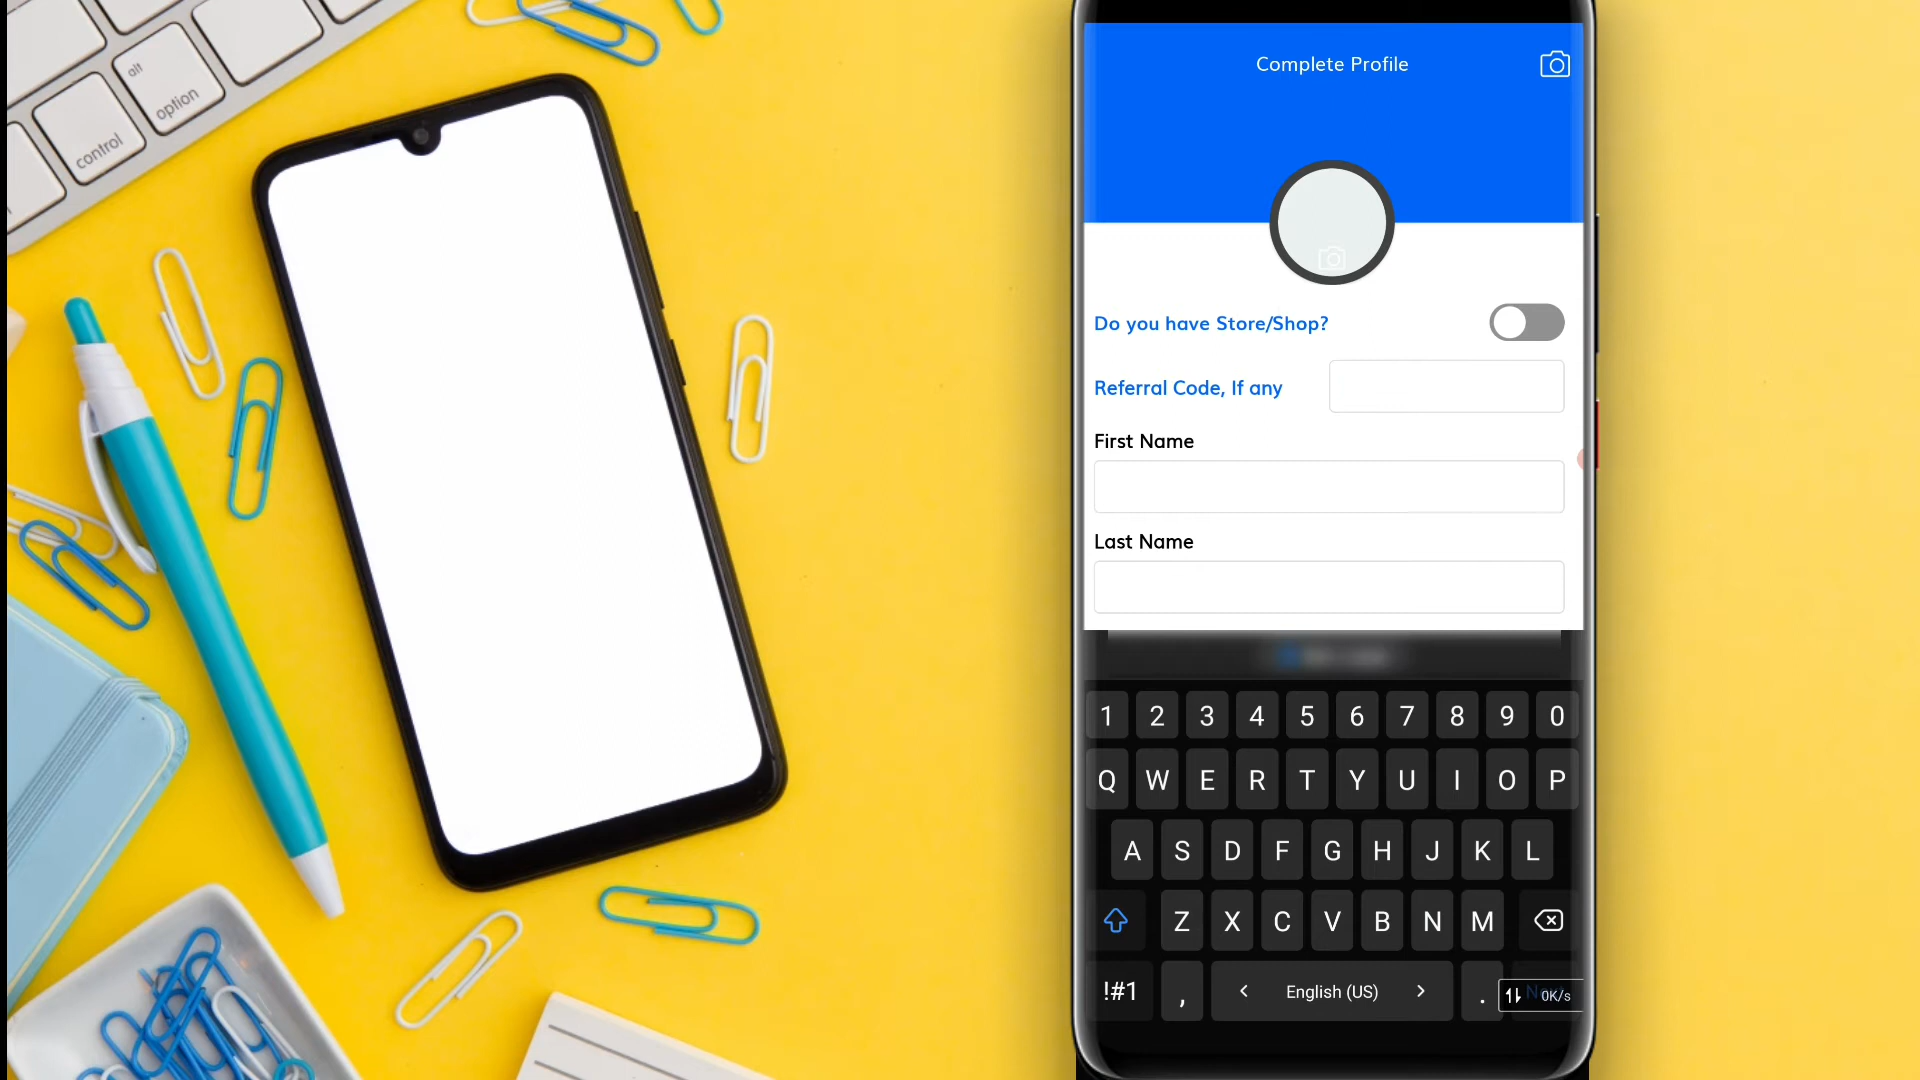 alt
option
control
Complete Profile
Do you have Store/Shop?
Referral Code, If any
First Name
Last Name
1 2 3 4 5 6 7 8 9 0
Q W E R T Y U I O P
A S D F G H J K L
Z X C V B N M
!#1 , < English (US) > .
0K/s